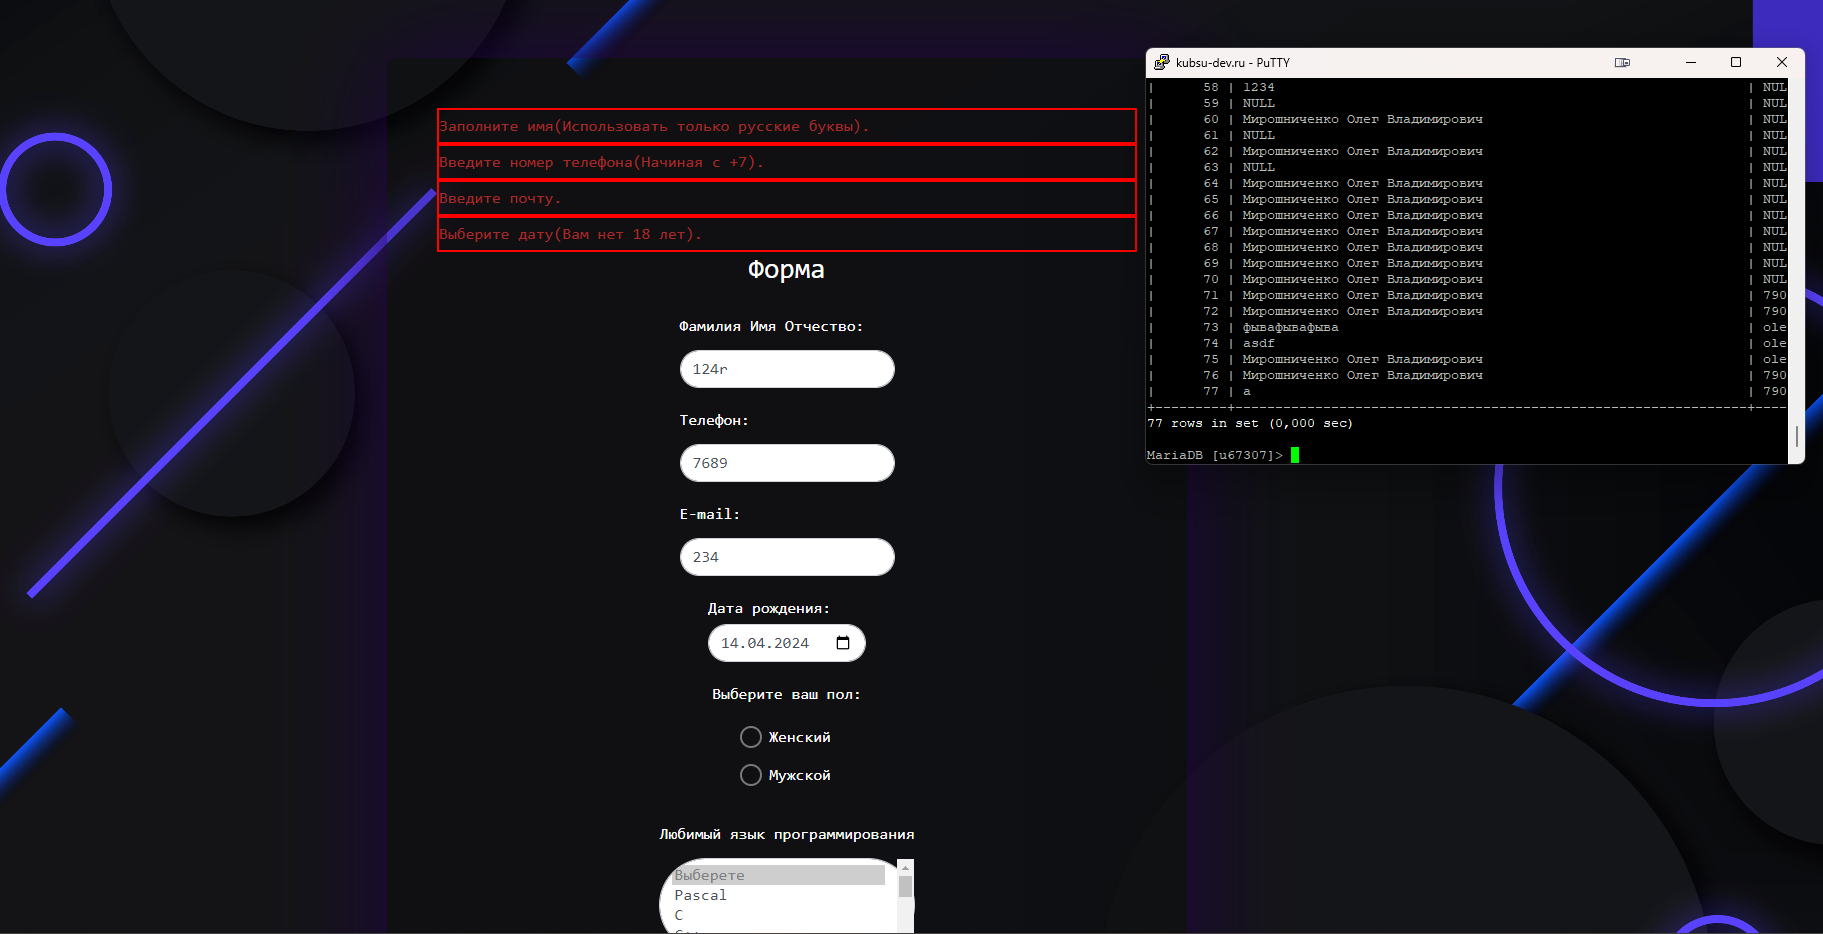 Заполните имя(Использовать только русские буквы).
Введите номер телефона(Начиная с +7).
Введите почту.
Выберите дату(Вам нет 18 лет).
Форма
Фамилия Имя Отчество:
124r
Телефон:
7689
E-mail:
234
Дата рождения:
14.04.2024
Выберите ваш пол:
Женский
Мужской
Любимый язык программирования
Выберете
Pascal
C
kubsu-dev.ru - PuTTY
| 58 | 1234 | NUL
| 59 | NULL | NUL
| 60 | Мирошниченко Олег Владимирович | NUL
| 61 | NULL | NUL
| 62 | Мирошниченко Олег Владимирович | NUL
| 63 | NULL | NUL
| 64 | Мирошниченко Олег Владимирович | NUL
| 65 | Мирошниченко Олег Владимирович | NUL
| 66 | Мирошниченко Олег Владимирович | NUL
| 67 | Мирошниченко Олег Владимирович | NUL
| 68 | Мирошниченко Олег Владимирович | NUL
| 69 | Мирошниченко Олег Владимирович | NUL
| 70 | Мирошниченко Олег Владимирович | NUL
| 71 | Мирошниченко Олег Владимирович | 790
| 72 | Мирошниченко Олег Владимирович | 790
| 73 | фывафывафыва | ole
| 74 | asdf | ole
| 75 | Мирошниченко Олег Владимирович | ole
| 76 | Мирошниченко Олег Владимирович | 790
| 77 | а | 790
77 rows in set (0,000 sec)
MariaDB [u67307]>